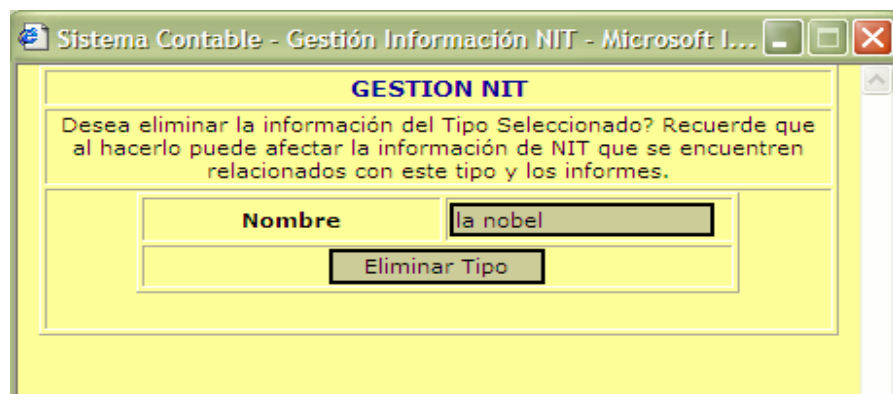 Sistema Contable - Gestión Información NIT - Microsoft I...
GESTION NIT
Desea eliminar la información del Tipo Seleccionado? Recuerde que
al hacerlo puede afectar la información de NIT que se encuentren
relacionados con este tipo y los informes.
Nombre la nobel
Eliminar Tipo